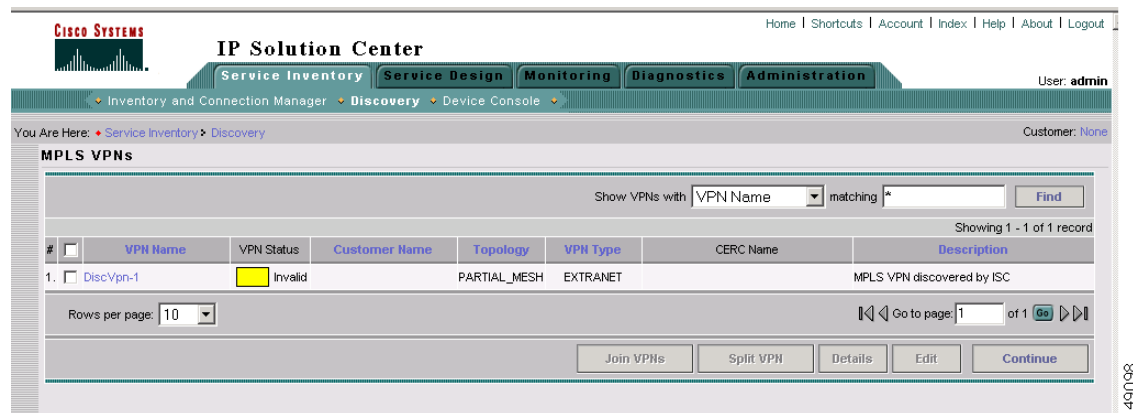 Home | Shortcuts | Account | Index | Help | About | Logout
CISCO SYSTEMS
IP Solution Center
Service Inventory Service Design Monitoring Diagnostics Administration
User: admin
Inventory and Connection Manager Discovery Device Console
You Are Here: Service Inventory Discovery Customer: None
MPLS VPNs
Show VPNs with VPN Name matching * Find
Showing 1 - 1 of 1 record
# VPN Name VPN Status Customer Name Topology VPN Type CERC Name Description
1. DiscVpn-1 Invalid PARTIAL_MESH EXTRANET MPLS VPN discovered by ISC
Rows per page: 10 Go to page: 1 of 1 Go
Join VPNs Split VPN Details Edit Continue
49098